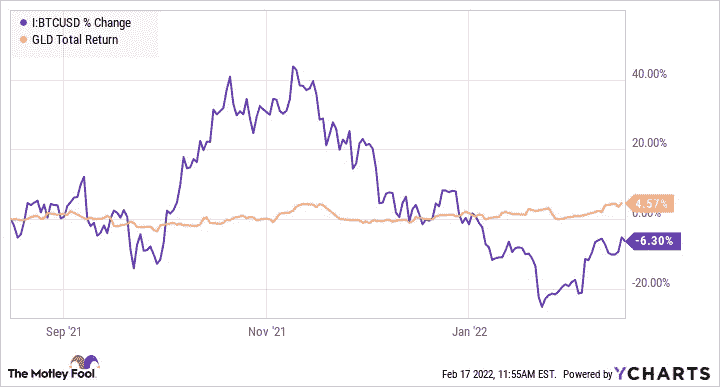 I:BTCUSD % Change
GLD Total Return
40.00%
20.00%
4.57%
0.00%
-6.30%
-20.00%
Sep '21
Nov '21
Jan '22
The Motley Fool.
Feb 17 2022, 11:55AM EST. Powered by YCHARTS